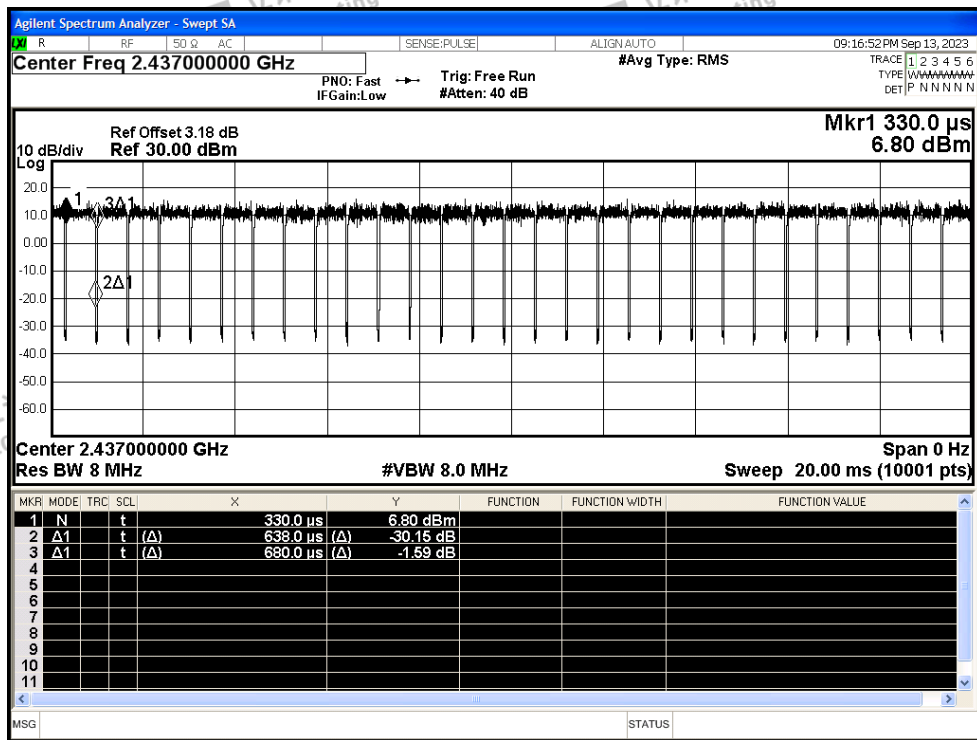 Agilent Spectrum Analyzer - Swept SA
LXI R RF 50 Ω AC SENSE:PULSE ALIGN AUTO 09:16:52 PM Sep 13, 2023
Center Freq 2.437000000 GHz
#Avg Type: RMS
TRACE 1 2 3 4 5 6
PNO: Fast Trig: Free Run
TYPE
IFGain:Low #Atten: 40 dB
DET P N N N N N
Mkr1 330.0 µs
6.80 dBm
Ref Offset 3.18 dB
10 dB/div Ref 30.00 dBm
Log
20.0
1
3Δ1
10.0
0.00
-10.0
2Δ1
-20.0
-30.0
-40.0
-50.0
-60.0
Center 2.437000000 GHz Span 0 Hz
Res BW 8 MHz #VBW 8.0 MHz Sweep 20.00 ms (10001 pts)
MKR MODE TRC SCL X Y FUNCTION FUNCTION WIDTH FUNCTION VALUE
1 N t 330.0 µs 6.80 dBm
2 Δ1 t (Δ) 638.0 µs (Δ) -30.15 dB
3 Δ1 t (Δ) 680.0 µs (Δ) -1.59 dB
4
5
6
7
8
9
10
11
MSG STATUS